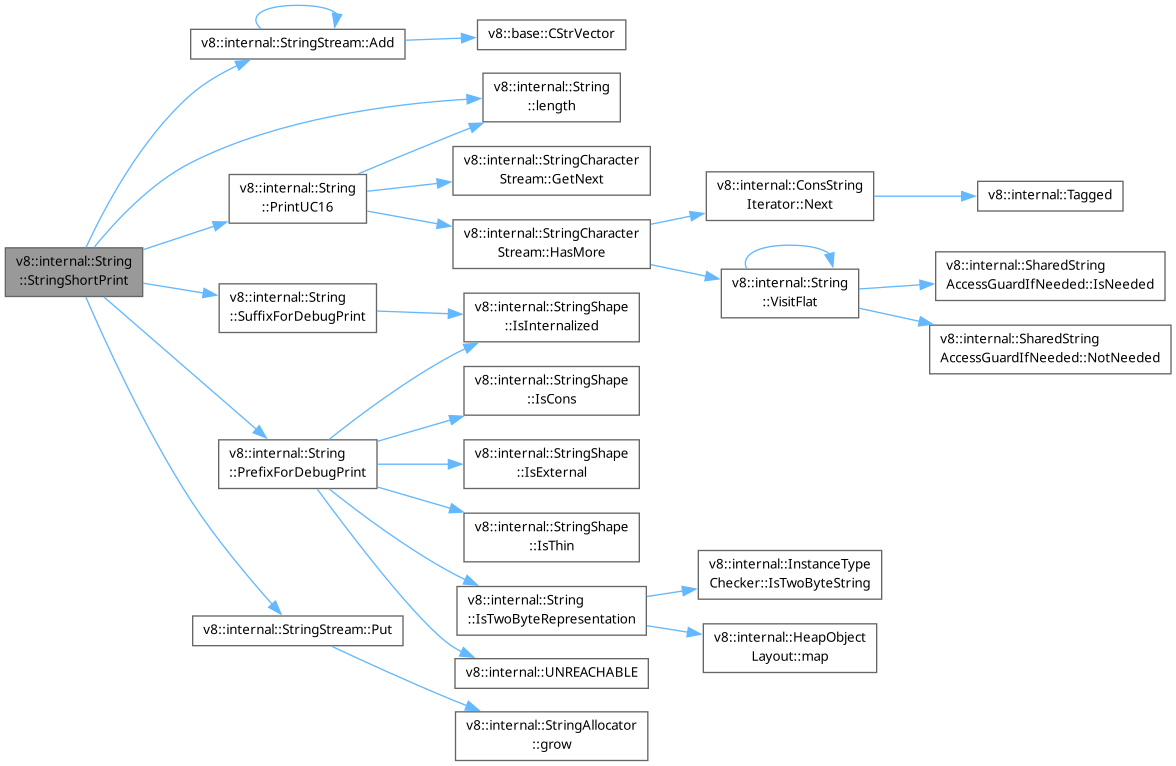 v8::internal::StringStream::Add
v8::base::CStrVector
v8::internal::String
::length
v8::internal::StringCharacter
Stream::GetNext
v8::internal::String
::PrintUC16
v8::internal::ConsString
Iterator::Next
v8::internal::Tagged
v8::internal::StringCharacter
Stream::HasMore
v8::internal::String
::StringShortPrint
v8::internal::String
::VisitFlat
v8::internal::SharedString
AccessGuardIfNeeded::IsNeeded
v8::internal::String
::SuffixForDebugPrint
v8::internal::StringShape
::IsInternalized
v8::internal::SharedString
AccessGuardIfNeeded::NotNeeded
v8::internal::StringShape
::IsCons
v8::internal::String
::PrefixForDebugPrint
v8::internal::StringShape
::IsExternal
v8::internal::StringShape
::IsThin
v8::internal::InstanceType
Checker::IsTwoByteString
v8::internal::String
::IsTwoByteRepresentation
v8::internal::StringStream::Put
v8::internal::HeapObject
Layout::map
v8::internal::UNREACHABLE
v8::internal::StringAllocator
::grow